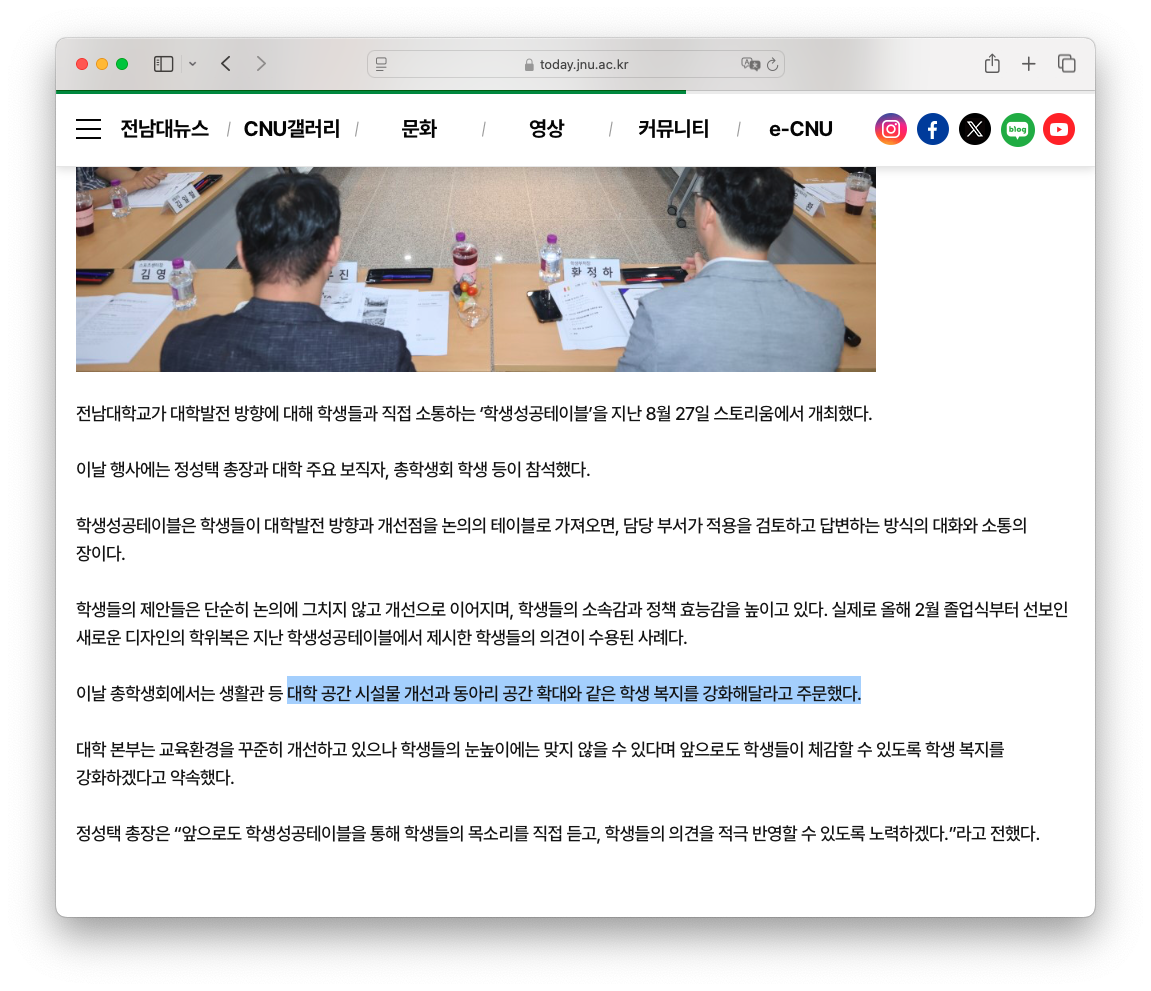 today.jnu.ac.kr
전남대뉴스 / CNU갤러리 / 문화 / 영상 / 커뮤니티 / e-CNU
blog
김영
진
황정하
전남대학교가 대학발전 방향에 대해 학생들과 직접 소통하는 ‘학생성공테이블’을 지난 8월 27일 스토리움에서 개최했다.
이날 행사에는 정성택 총장과 대학 주요 보직자, 총학생회 학생 등이 참석했다.
학생성공테이블은 학생들이 대학발전 방향과 개선점을 논의의 테이블로 가져오면, 담당 부서가 적용을 검토하고 답변하는 방식의 대화와 소통의
장이다.
학생들의 제안들은 단순히 논의에 그치지 않고 개선으로 이어지며, 학생들의 소속감과 정책 효능감을 높이고 있다. 실제로 올해 2월 졸업식부터 선보인
새로운 디자인의 학위복은 지난 학생성공테이블에서 제시한 학생들의 의견이 수용된 사례다.
이날 총학생회에서는 생활관 등 대학 공간 시설물 개선과 동아리 공간 확대와 같은 학생 복지를 강화해달라고 주문했다.
대학 본부는 교육환경을 꾸준히 개선하고 있으나 학생들의 눈높이에는 맞지 않을 수 있다며 앞으로도 학생들이 체감할 수 있도록 학생 복지를
강화하겠다고 약속했다.
정성택 총장은 “앞으로도 학생성공테이블을 통해 학생들의 목소리를 직접 듣고, 학생들의 의견을 적극 반영할 수 있도록 노력하겠다.”라고 전했다.